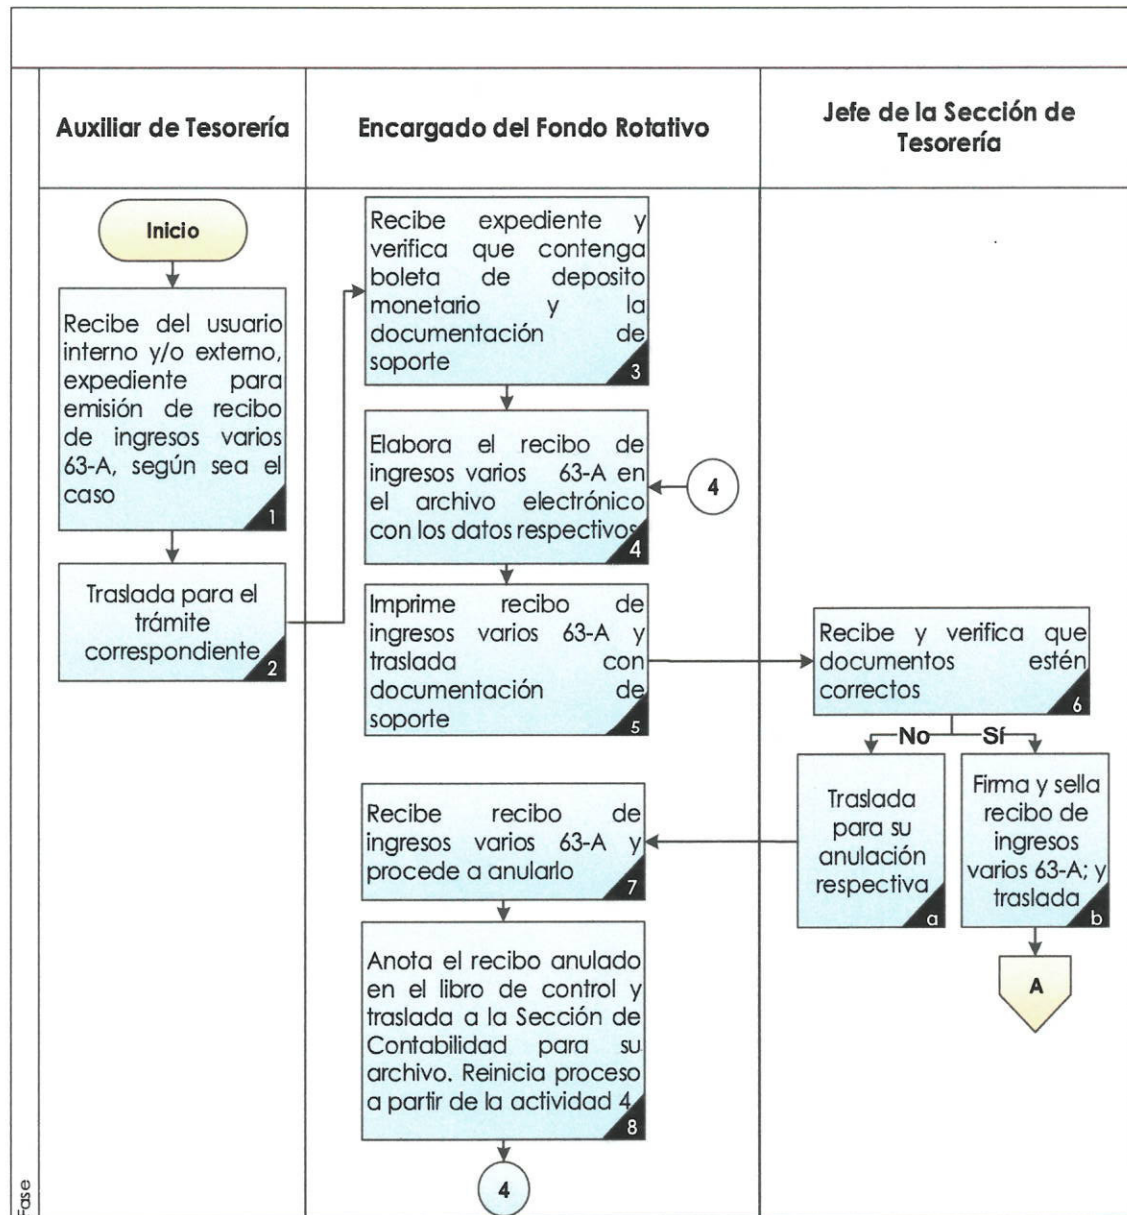 Auxiliar de Tesorería
Encargado del Fondo Rotativo
Jefe de la Sección de
Tesorería
Inicio
Recibe del usuario
interno y/o externo,
expediente para
emisión de recibo
de ingresos varios
63-A, según sea el
caso
1
Traslada para el
trámite
correspondiente
2
Recibe expediente y
verifica que contenga
boleta de deposito
monetario y la
documentación de
soporte
3
Elabora el recibo de
ingresos varios 63-A en
el archivo electrónico
con los datos respectivos
4
4
Imprime recibo de
ingresos varios 63-A y
traslada con
documentación de
soporte
5
Recibe y verifica que
documentos estén
correctos
6
No
Sí
Traslada
para su
anulación
respectiva
a
Firma y sella
recibo de
ingresos
varios 63-A; y
traslada
b
A
Recibe recibo de
ingresos varios 63-A y
procede a anularlo
7
Anota el recibo anulado
en el libro de control y
traslada a la Sección de
Contabilidad para su
archivo. Reinicia proceso
a partir de la actividad 4
8
4
Fase